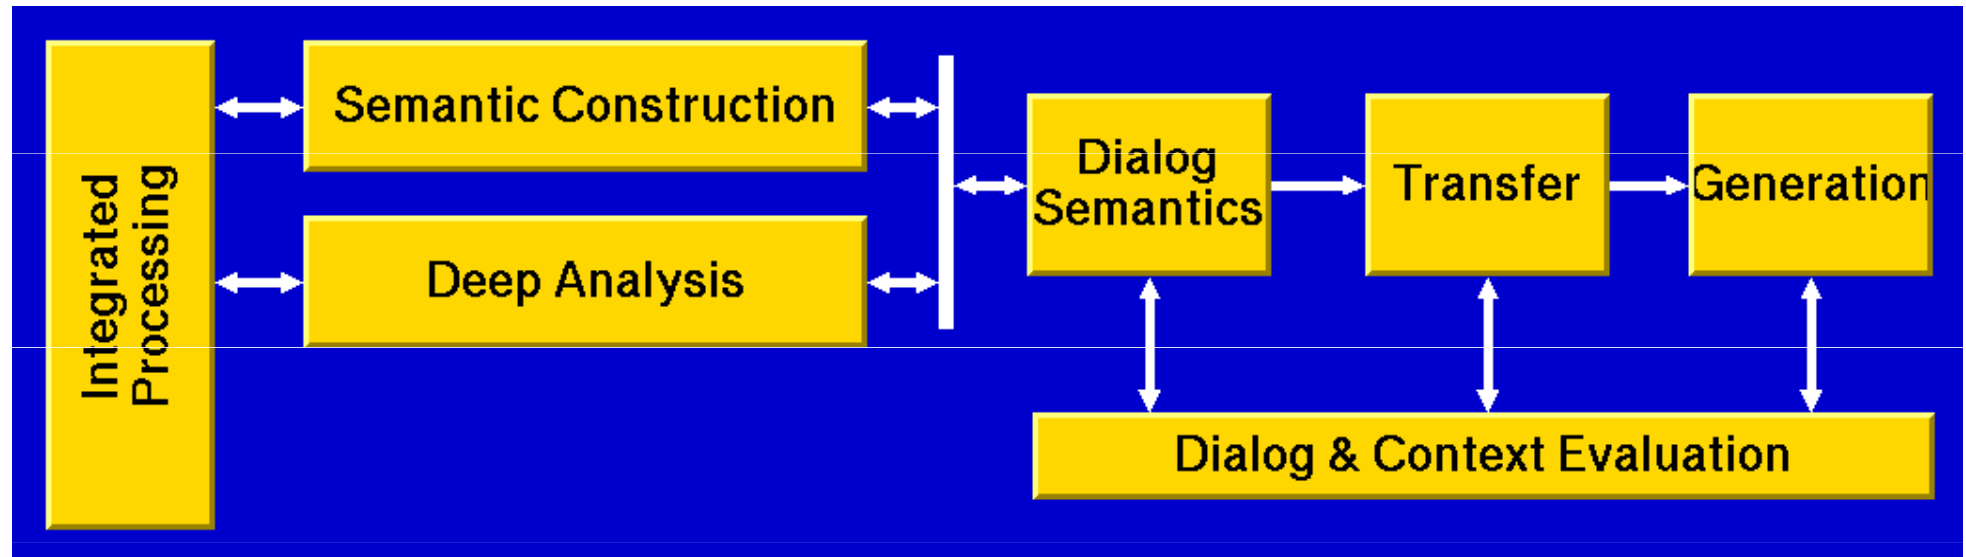 Integrated
Processing
Semantic Construction
Deep Analysis
Dialog
Semantics
Transfer
Generation
Dialog & Context Evaluation